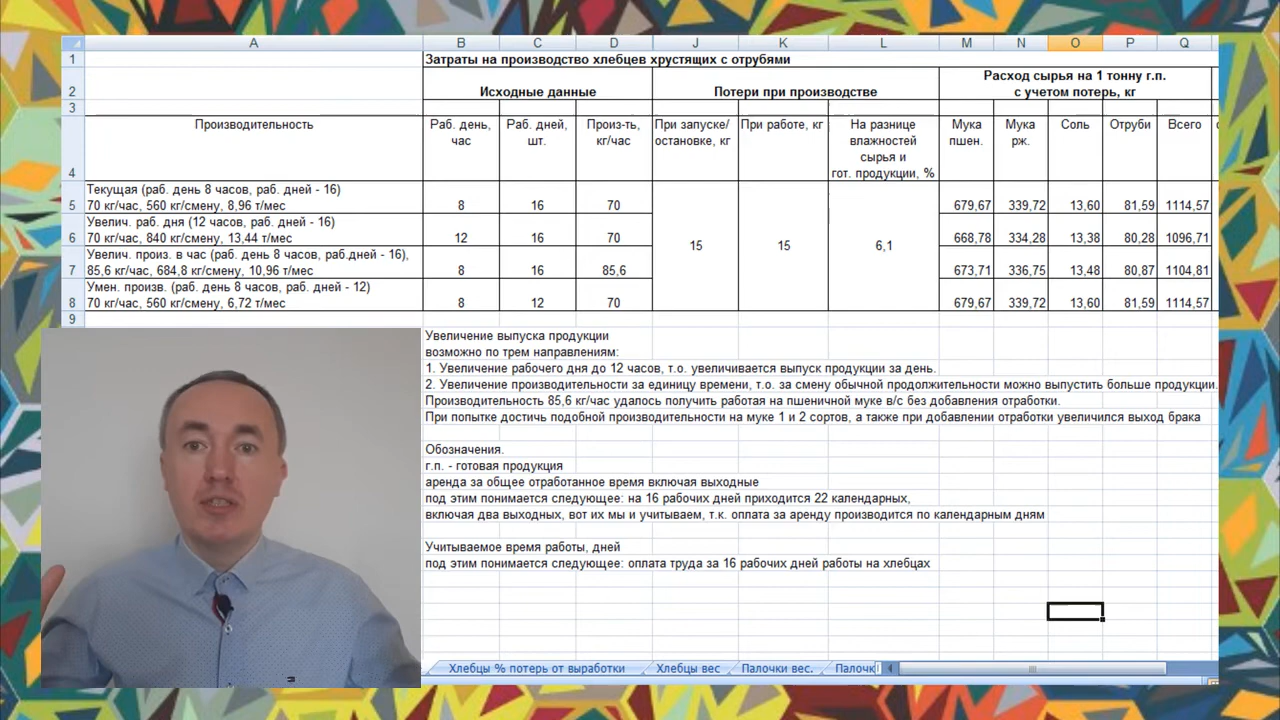 A B C D J K L M N O P Q
1 Затраты на производство хлебцев хрустящих с отрубями
2 Исходные данные Потери при производстве Расход сырья на 1 тонну г.п.
с учетом потерь, кг
3
4 Производительность Раб. день, час Раб. дней, шт. Произ-ть, кг/час При запуске/ остановке, кг При работе, кг На разнице влажностей сырья и гот. продукции, % Мука пшен. Мука рж. Соль Отруби Всего
Текущая (раб. день 8 часов, раб. дней - 16)
5 70 кг/час, 560 кг/смену, 8,96 т/мес 8 16 70 679,67 339,72 13,60 81,59 1114,57
Увелич. раб. дня (12 часов, раб. дней - 16)
6 70 кг/час, 840 кг/смену, 13,44 т/мес 12 16 70 15 15 6,1 668,78 334,28 13,38 80,28 1096,71
Увелич. произ. в час (раб. день 8 часов, раб.дней - 16),
7 85,6 кг/час, 684,8 кг/смену, 10,96 т/мес 8 16 85,6 673,71 336,75 13,48 80,87 1104,81
Умен. произв. (раб. день 8 часов, раб. дней - 12)
8 70 кг/час, 560 кг/смену, 6,72 т/мес 8 12 70 679,67 339,72 13,60 81,59 1114,57
9
Увеличение выпуска продукции
возможно по трем направлениям:
1. Увеличение рабочего дня до 12 часов, т.о. увеличивается выпуск продукции за день.
2. Увеличение производительности за единицу времени, т.о. за смену обычной продолжительности можно выпустить больше продукции.
Производительность 85,6 кг/час удалось получить работая на пшеничной муке в/с без добавления отработки.
При попытке достичь подобной производительности на муке 1 и 2 сортов, а также при добавлении отработки увеличился выход брака
Обозначения.
г.п. - готовая продукция
аренда за общее отработанное время включая выходные
под этим понимается следующее: на 16 рабочих дней приходится 22 календарных,
включая два выходных, вот их мы и учитываем, т.к. оплата за аренду производится по календарным дням
Учитываемое время работы, дней
под этим понимается следующее: оплата труда за 16 рабочих дней работы на хлебцах
Хлебцы % потерь от выработки Хлебцы вес Палочки вес. Палочк